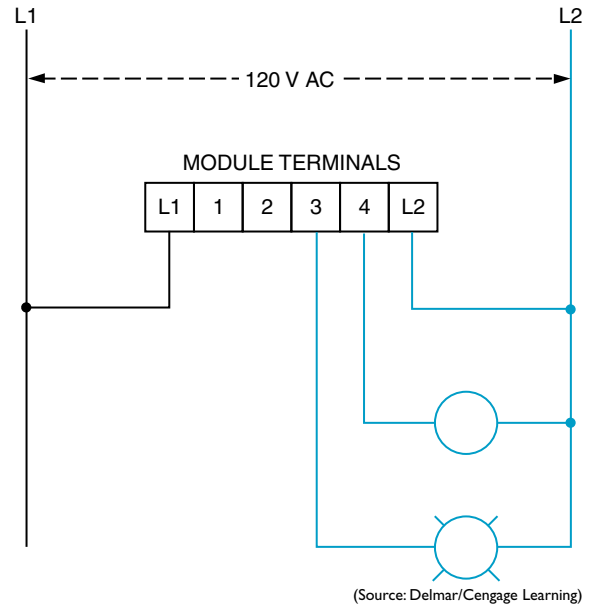 L1 L2
120 V AC
MODULE TERMINALS
L1 1 2 3 4 L2
(Source: Delmar/Cengage Learning)